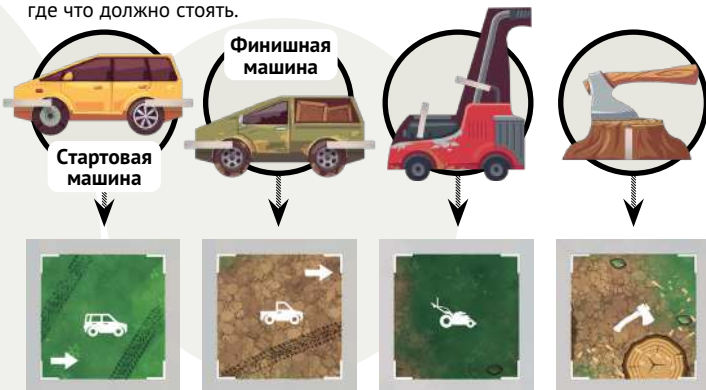 где что должно стоять.
Финишная
машина
Стартовая
машина